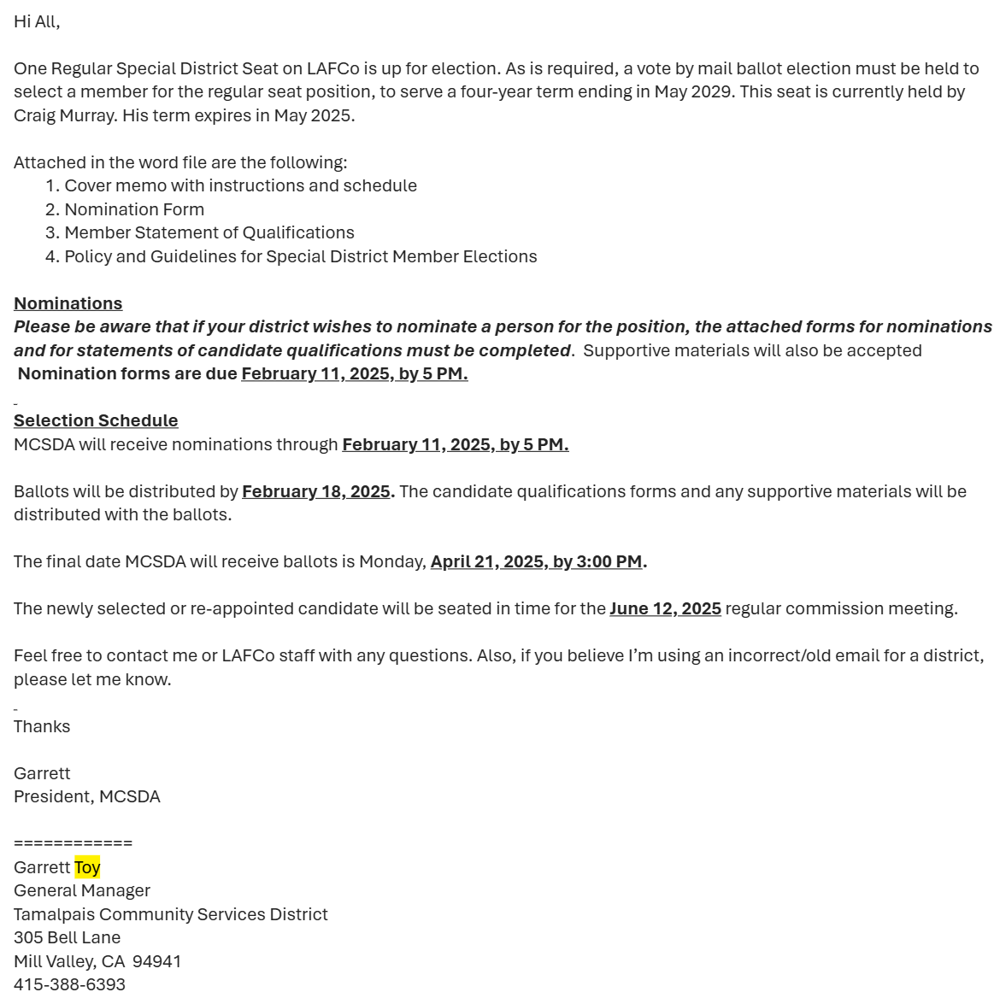 Hi All,
One Regular Special District Seat on LAFCo is up for election. As is required, a vote by mail ballot election must be held to
select a member for the regular seat position, to serve a four-year term ending in May 2029. This seat is currently held by
Craig Murray. His term expires in May 2025.
Attached in the word file are the following:
1. Cover memo with instructions and schedule
2. Nomination Form
3. Member Statement of Qualifications
4. Policy and Guidelines for Special District Member Elections
Nominations
Please be aware that if your district wishes to nominate a person for the position, the attached forms for nominations
and for statements of candidate qualifications must be completed.  Supportive materials will also be accepted
Nomination forms are due February 11, 2025, by 5 PM.
Selection Schedule
MCSDA will receive nominations through February 11, 2025, by 5 PM.
Ballots will be distributed by February 18, 2025. The candidate qualifications forms and any supportive materials will be
distributed with the ballots.
The final date MCSDA will receive ballots is Monday, April 21, 2025, by 3:00 PM.
The newly selected or re-appointed candidate will be seated in time for the June 12, 2025 regular commission meeting.
Feel free to contact me or LAFCo staff with any questions. Also, if you believe I’m using an incorrect/old email for a district,
please let me know.
Thanks
Garrett
President, MCSDA
============
Garrett Toy
General Manager
Tamalpais Community Services District
305 Bell Lane
Mill Valley, CA  94941
415-388-6393